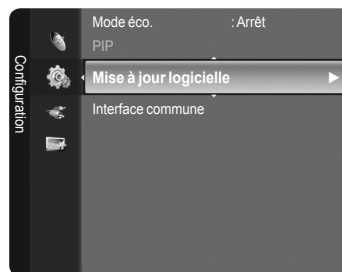 Configuration
Mode éco. : Arrêt
PIP
Mise à jour logicielle
Interface commune